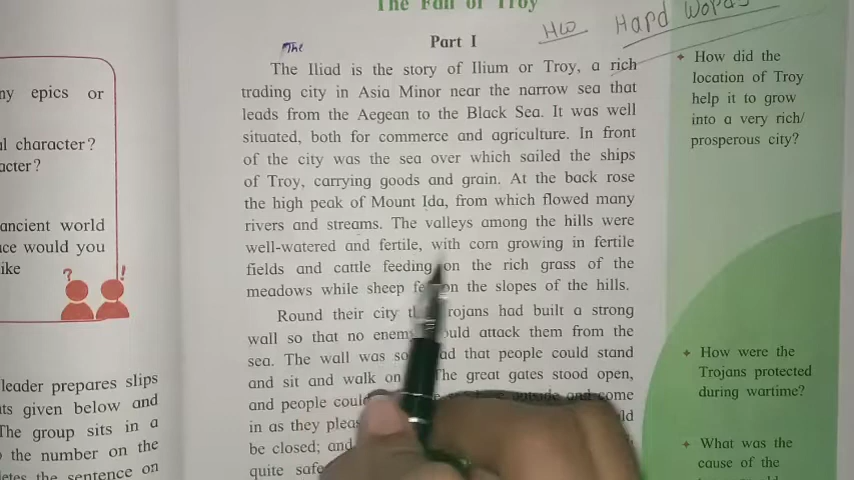 The Fall of Troy
HW Hard Words
The
Part I
The Iliad is the story of Ilium or Troy, a rich
trading city in Asia Minor near the narrow sea that
leads from the Aegean to the Black Sea. It was well
situated, both for commerce and agriculture. In front
of the city was the sea over which sailed the ships
of Troy, carrying goods and grain. At the back rose
the high peak of Mount Ida, from which flowed many
rivers and streams. The valleys among the hills were
well-watered and fertile, with corn growing in fertile
fields and cattle feeding on the rich grass of the
meadows while sheep on the slopes of the hills.
Round their city rojans had built a strong
wall so that no enem ould attack them from the
sea. The wall was so ad that people could stand
and sit and walk on The great gates stood open,
and people could outside and come
in as they pleas
be closed; and
quite safe
How did the
location of Troy
help it to grow
into a very rich/
prosperous city?
How were the
Trojans protected
during wartime?
What was the
cause of the
ny epics or
al character?
acter?
ancient world
ace would you
like
? !
leader prepares slips
ts given below and
The group sits in a
o the number on the
letes the sentence on